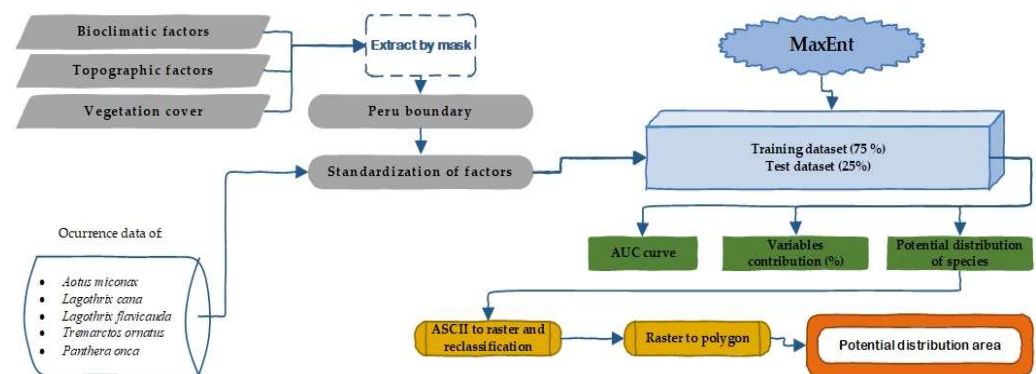 Bioclimatic factors
Topographic factors
Vegetation cover
Extract by mask
Peru boundary
Standardization of factors
MaxEnt
Training dataset (75 %)
Test dataset (25%)
Ocurrence data of:
• Aotus miconax
• Lagothrix cana
• Lagothrix flavicauda
• Tremarctos ornatus
• Panthera onca
AUC curve
Variables
contribution (%)
Potential distribution
of species
ASCII to raster and
reclassification
Raster to polygon
Potential distribution area